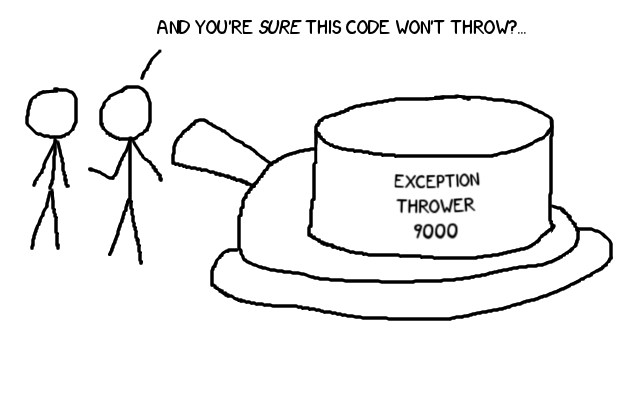 AND YOU'RE SURE THIS CODE WON'T THROW?...
EXCEPTION
THROWER
9000